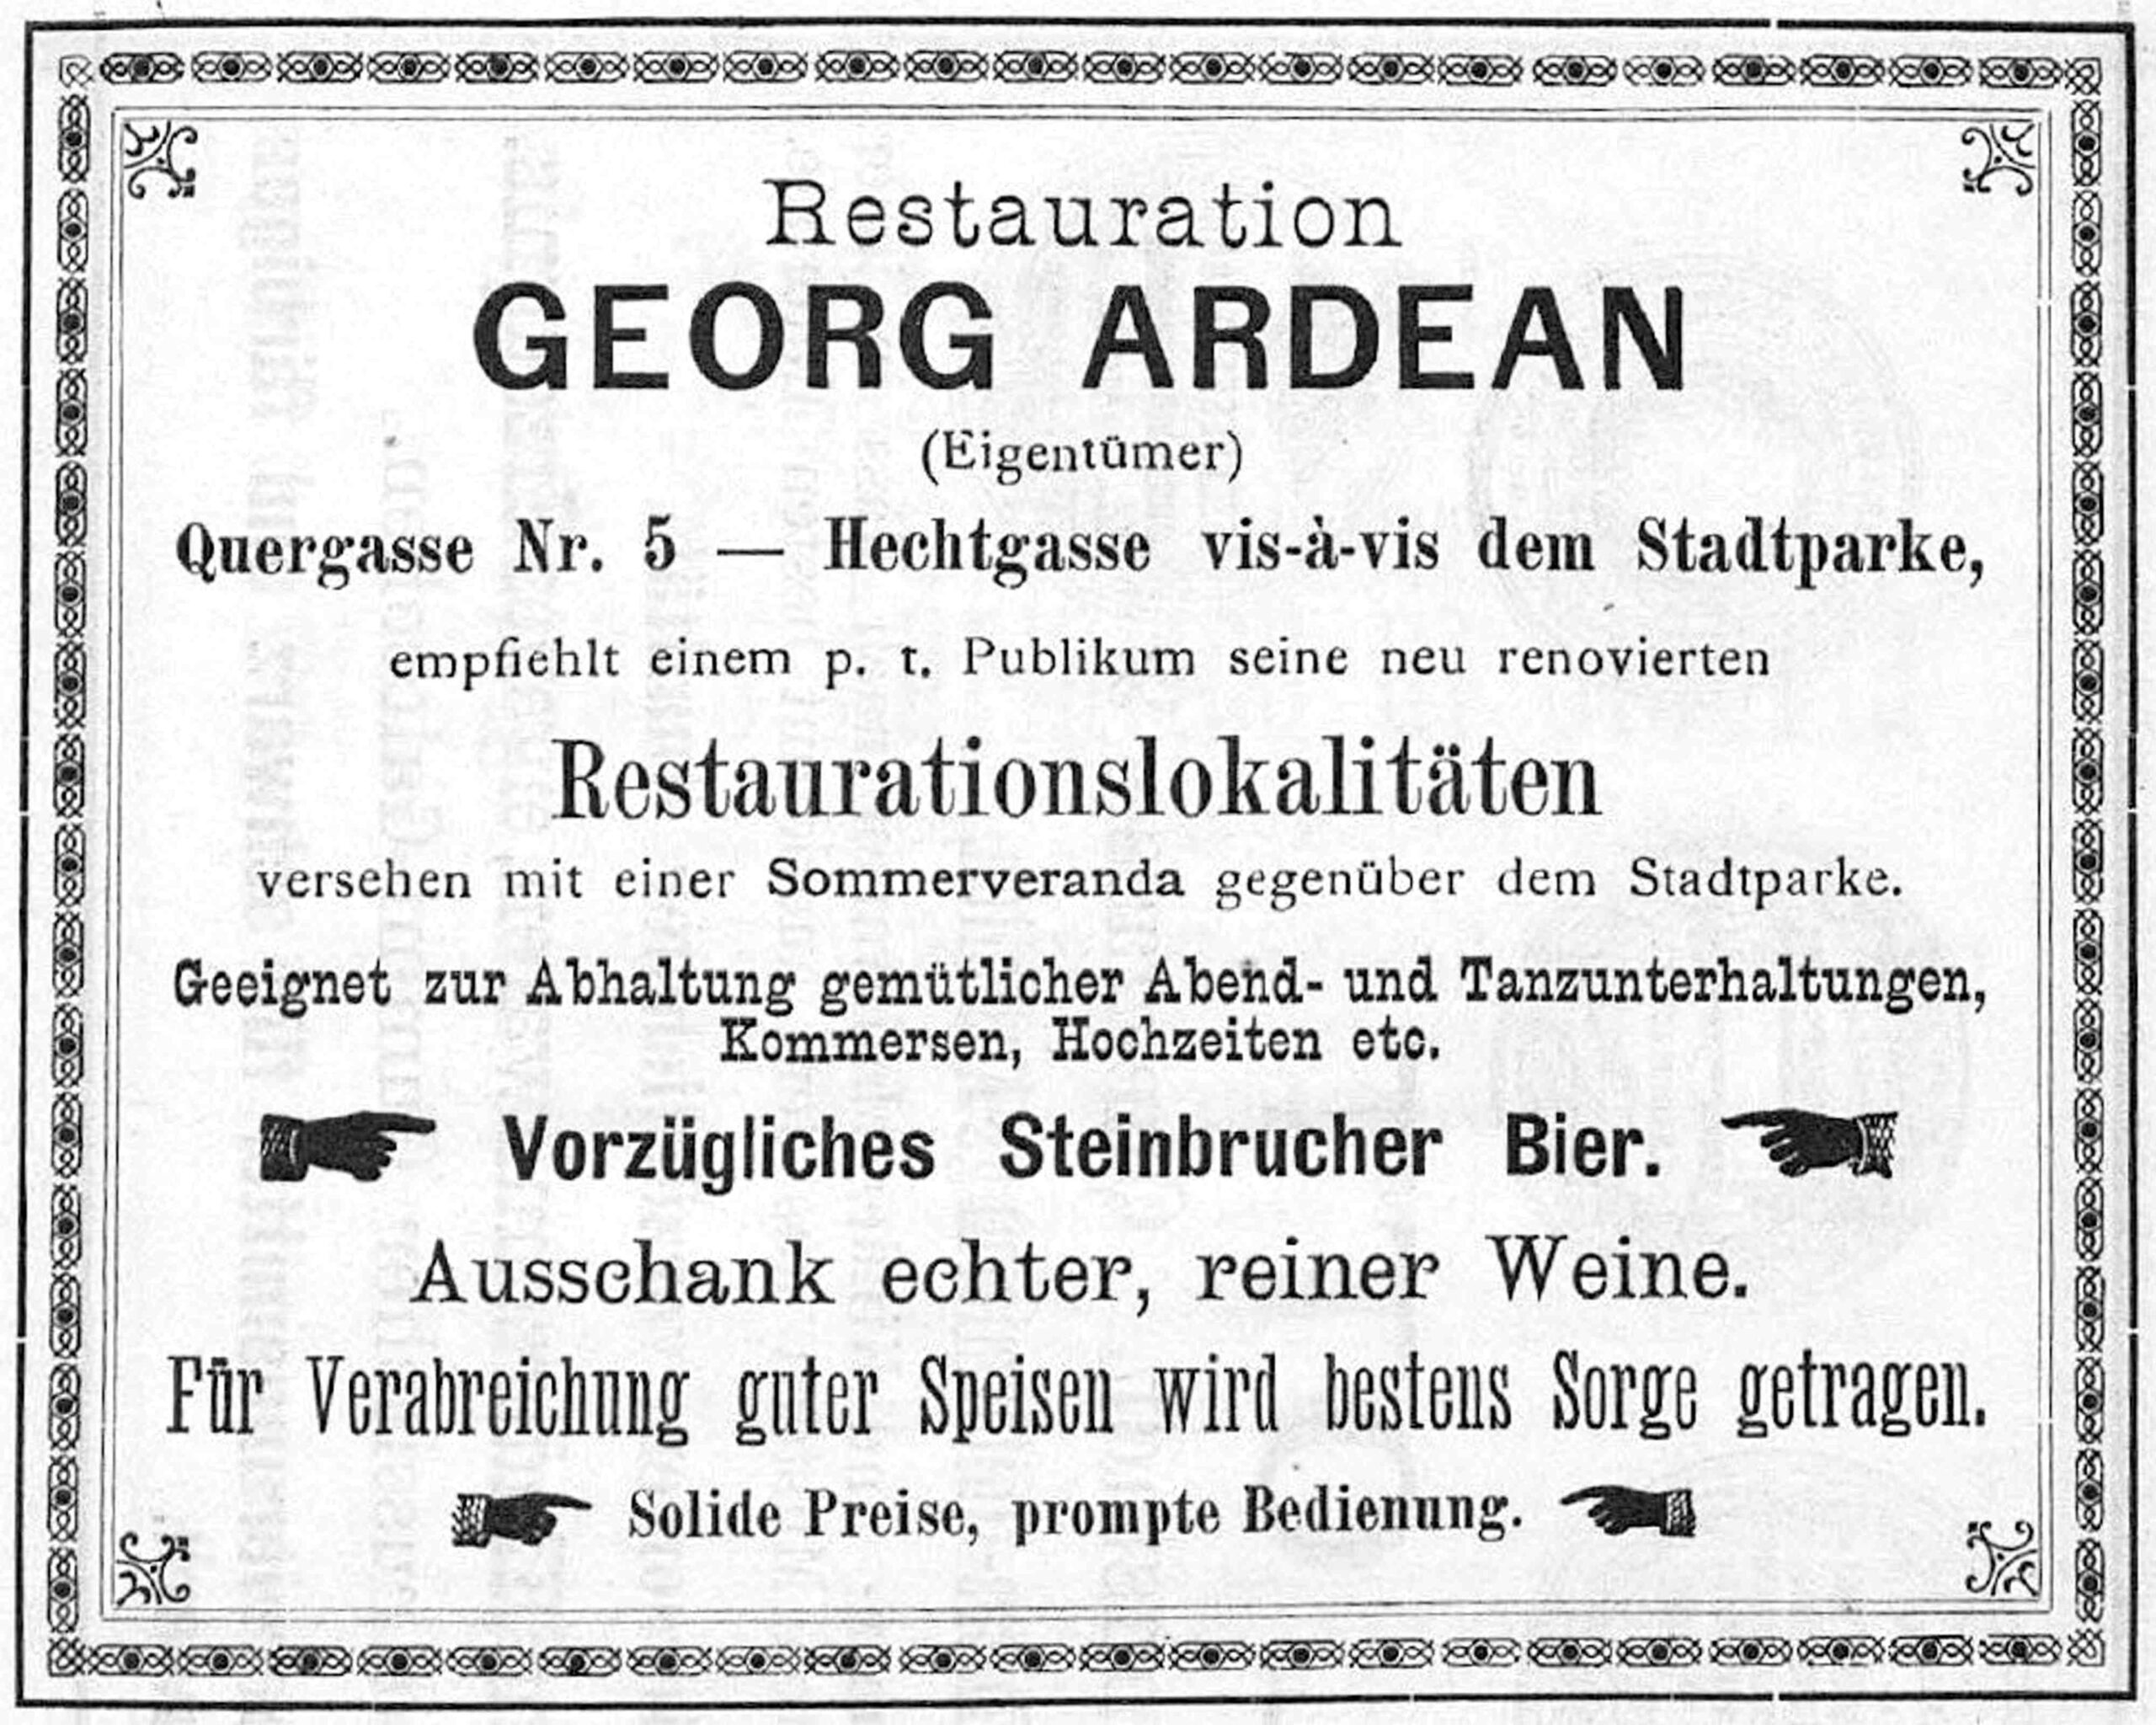 Restauration
GEORG ARDEAN
(Eigentümer)
Quergasse Nr. 5 — Hechtgasse vis-à-vis dem Stadtparke,
empfiehlt einem p. t. Publikum seine neu renovierten
Restaurationslokalitäten
versehen mit einer Sommerveranda gegenüber dem Stadtparke.
Geeignet zur Abhaltung gemütlicher Abend- und Tanzunterhaltungen,
Kommersen, Hochzeiten etc.
Vorzügliches Steinbrucher Bier.
Ausschank echter, reiner Weine.
Für Verabreichung guter Speisen wird bestens Sorge getragen.
Solide Preise, prompte Bedienung.